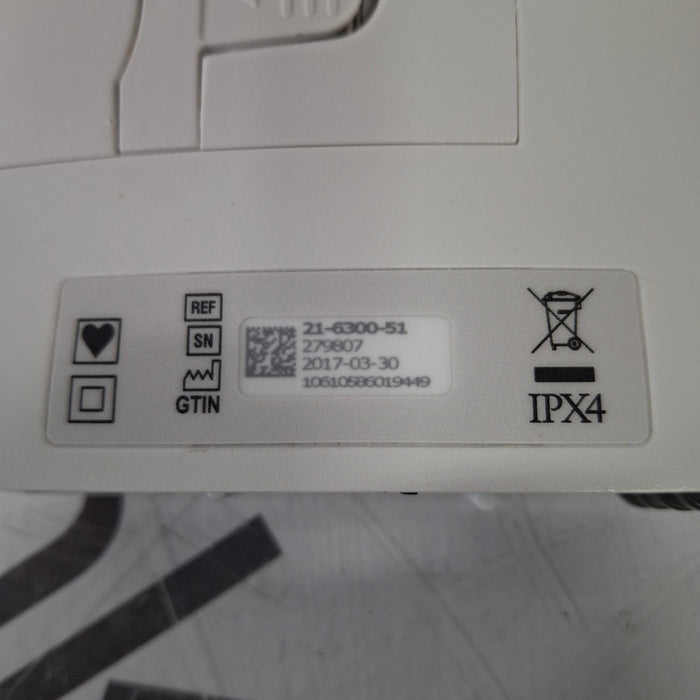 REF 21-6300-51
SN 279807
2017-03-30
GTIN 10610586019449
IPX4